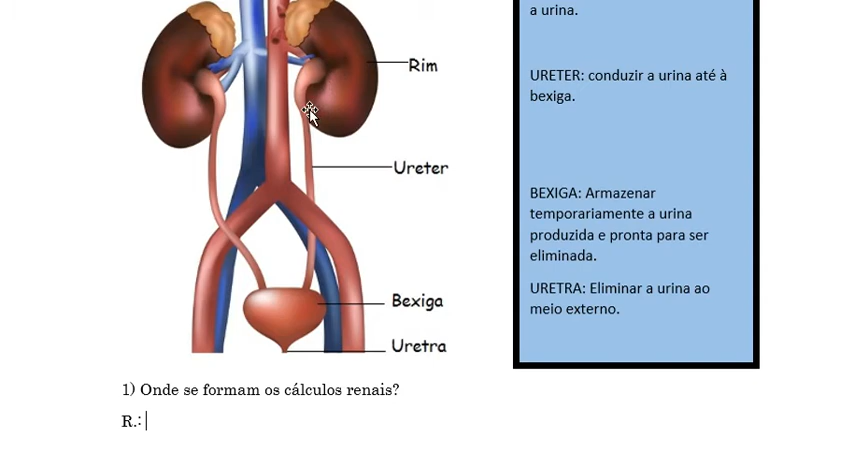 Rim
Ureter
Bexiga
Uretra
a urina.
URETER: conduzir a urina até à
bexiga.
BEXIGA: Armazenar
temporariamente a urina
produzida e pronta para ser
eliminada.
URETRA: Eliminar a urina ao
meio externo.
1) Onde se formam os cálculos renais?
R.: